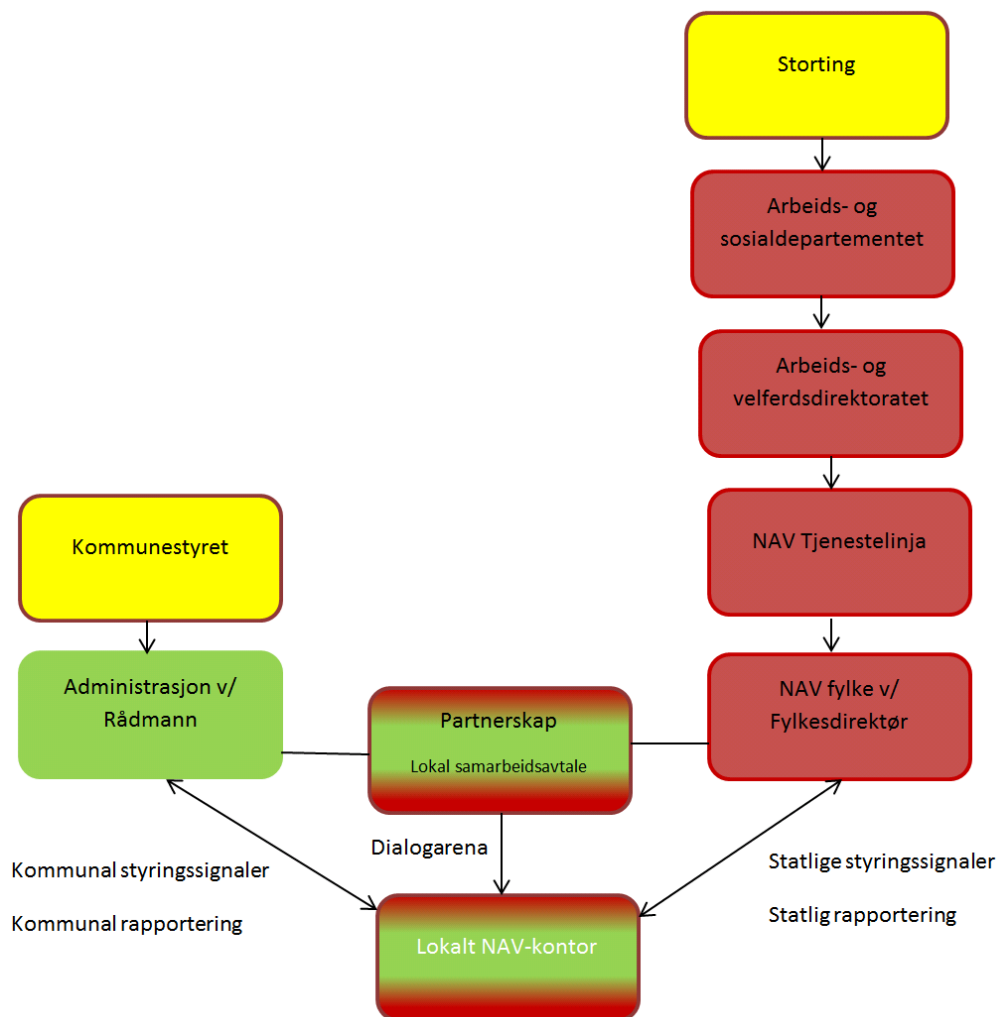 Storting
Arbeids- og
sosialdepartementet
Arbeids- og
velferdsdirektoratet
NAV Tjenestelinja
Kommunestyret
Administrasjon v/
Rådmann
Partnerskap
Lokal samarbeidsavtale
NAV fylke v/
Fylkesdirektør
Dialogarena
Kommunal styringssignaler
Kommunal rapportering
Statlige styringssignaler
Statlig rapportering
Lokalt NAV-kontor